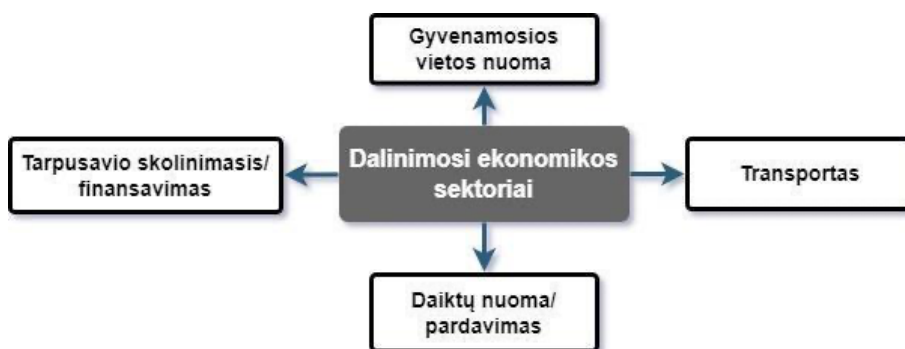 Gyvenamosios
vietos nuoma
Tarpusavio skolinimasis/
finansavimas
Dalinimosi ekonomikos
sektoriai
Transportas
Daiktų nuoma/
pardavimas